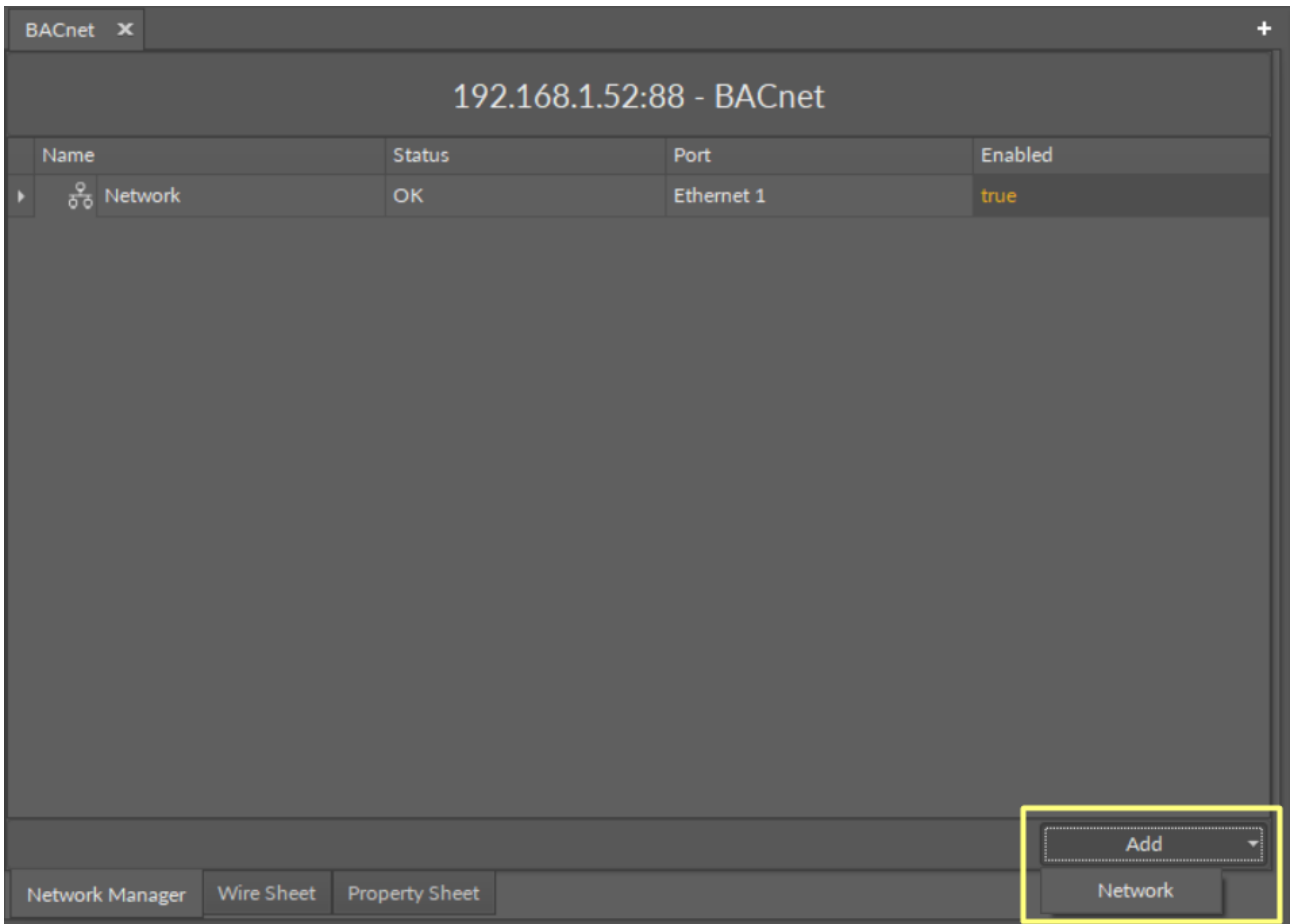 BACnet
192.168.1.52:88 - BACnet
Name Status Port Enabled
Network OK Ethernet 1 true
Add
Network Manager Wire Sheet Property Sheet Network